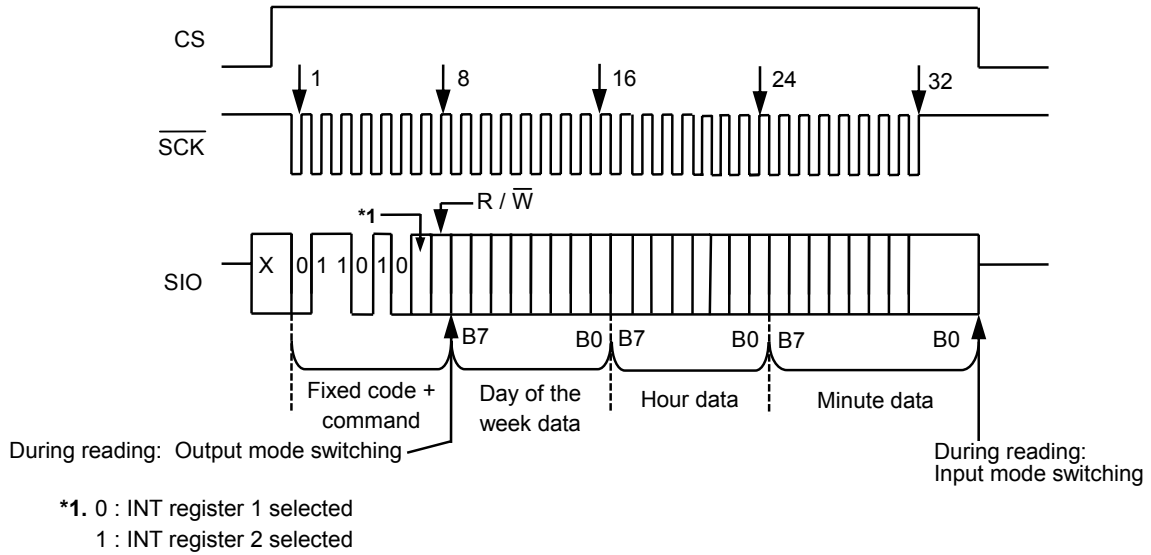 CS
1 8 16 24 32
SCK
*1 R / W
SIO
X 0 1 1 0 1 0
B7 B0 B7 B0 B7 B0
Fixed code +
command
Day of the
week data
Hour data
Minute data
During reading: Output mode switching
During reading:
Input mode switching
*1. 0 : INT register 1 selected
1 : INT register 2 selected